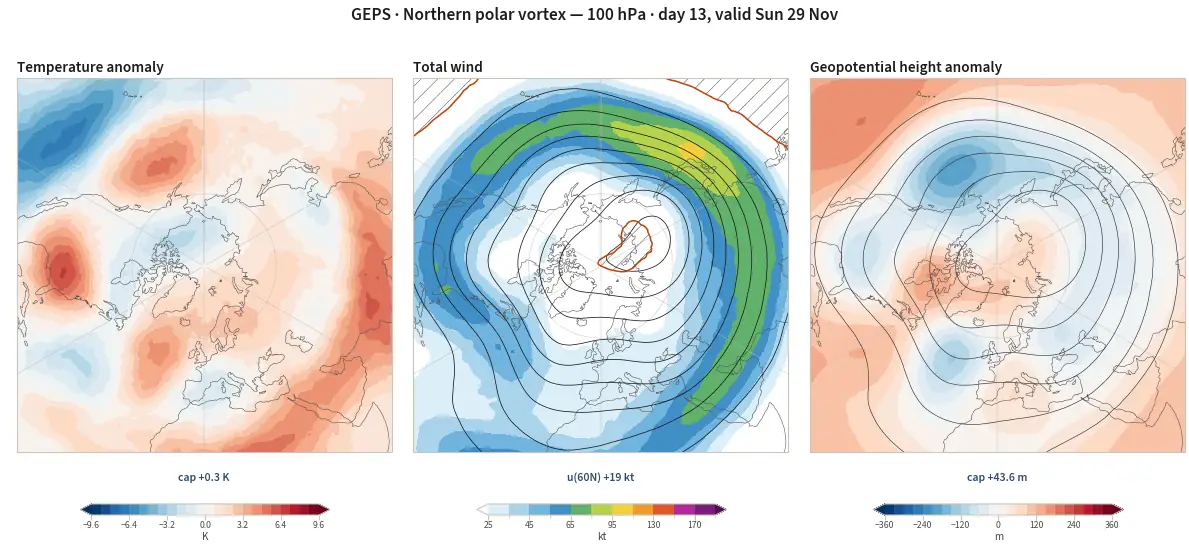 GEPS · Northern polar vortex — 100 hPa · day 13, valid Sun 29 Nov
Temperature anomaly
Total wind
Geopotential height anomaly
cap +0.3 K
u(60N) +19 kt
cap +43.6 m
−9.6 −6.4 −3.2 0.0 3.2 6.4 9.6
K
25 45 65 95 130 170
kt
−360 −240 −120 0 120 240 360
m